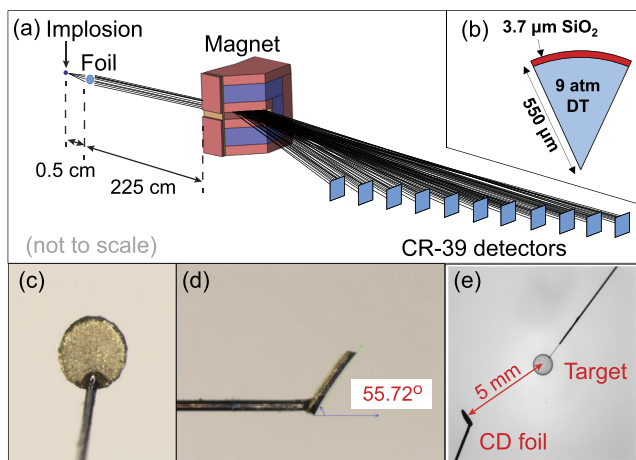 (a)
Implosion
Foil
Magnet
0.5 cm
225 cm
(not to scale)
CR-39 detectors
(b)
3.7 μm SiO₂
9 atm
DT
550 μm
(c)
(d)
55.72⁰
(e)
5 mm
Target
CD foil